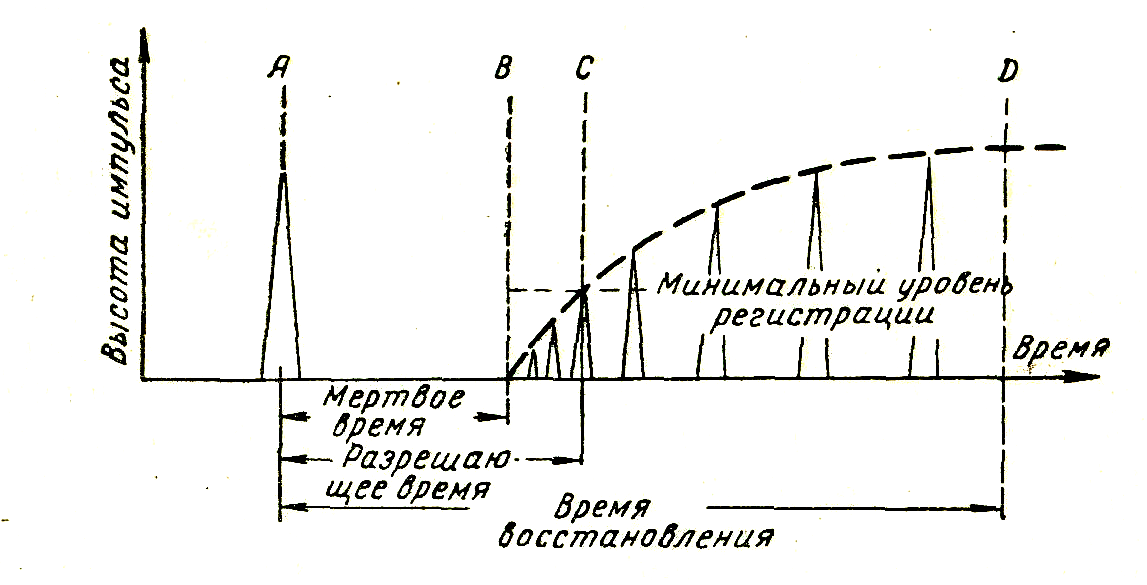 A
B
C
D
Высота импульса
Минимальный уровень
регистрации
Время
Мертвое
время
Разрешаю-
щее время
Время
восстановления